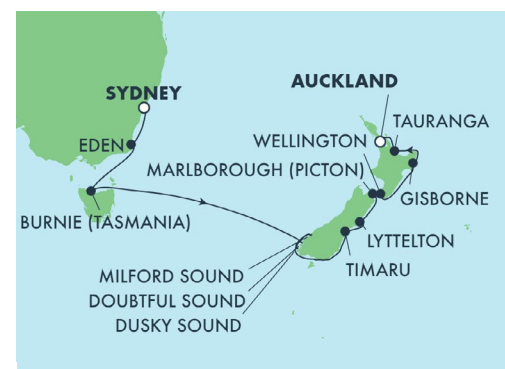 AUCKLAND
SYDNEY
TAURANGA
WELLINGTON
EDEN
MARLBOROUGH (PICTON)
GISBORNE
BURNIE (TASMANIA)
LYTTELTON
TIMARU
MILFORD SOUND
DOUBTFUL SOUND
DUSKY SOUND